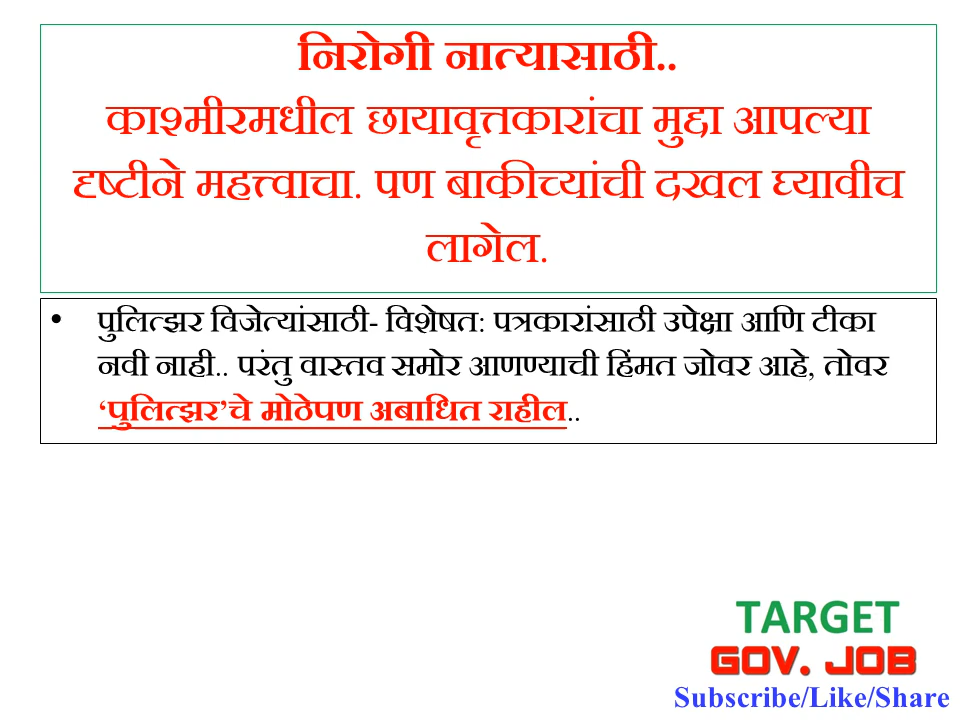 निरोगी नात्यासाठी..
काश्मीरमधील छायावृत्तकारांचा मुद्दा आपल्या
दृष्टीने महत्त्वाचा. पण बाकीच्यांची दखल घ्यावीच
लागेल.
• पुलित्झर विजेत्यांसाठी- विशेषत: पत्रकारांसाठी उपेक्षा आणि टीका
नवी नाही.. परंतु वास्तव समोर आणण्याची हिंमत जोवर आहे, तोवर
‘पुलित्झर’चे मोठेपण अबाधित राहील..
TARGET
GOV. JOB
Subscribe/Like/Share